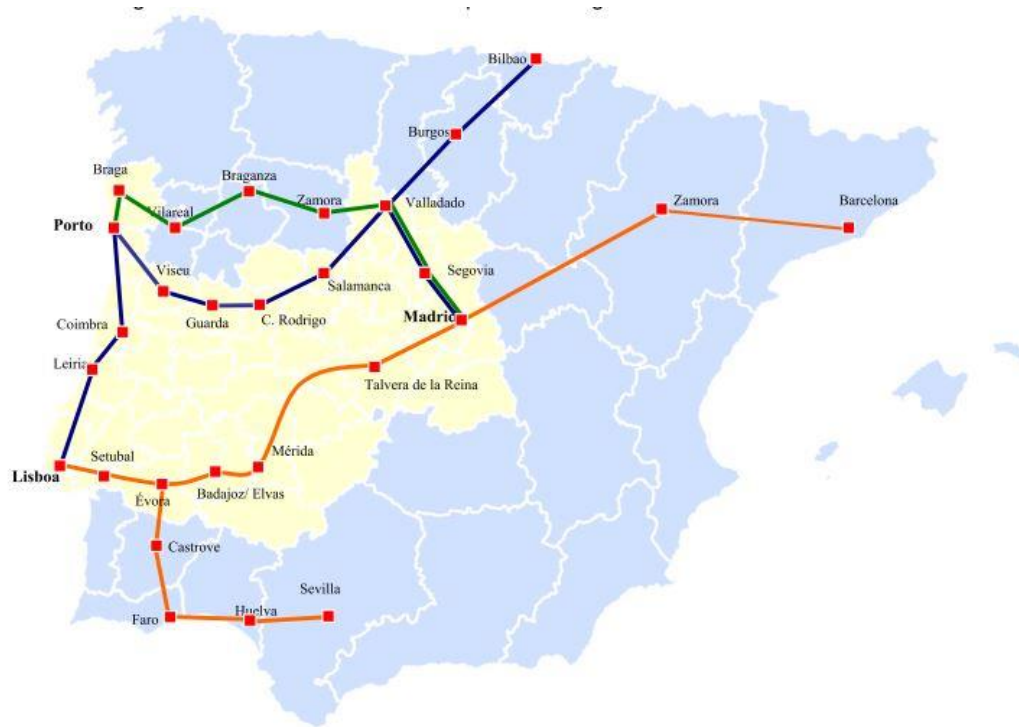 Bilbao
Burgos
Braga
Braganza
Zamora
Valladado
Zamora
Barcelona
Vilareal
Porto
Viseu
Salamanca
Segovia
Guarda
C. Rodrigo
Madrid
Coimbra
Leiria
Talvera de la Reina
Setubal
Mérida
Lisboa
Évora
Badajoz/ Elvas
Castrove
Sevilla
Faro
Huelva